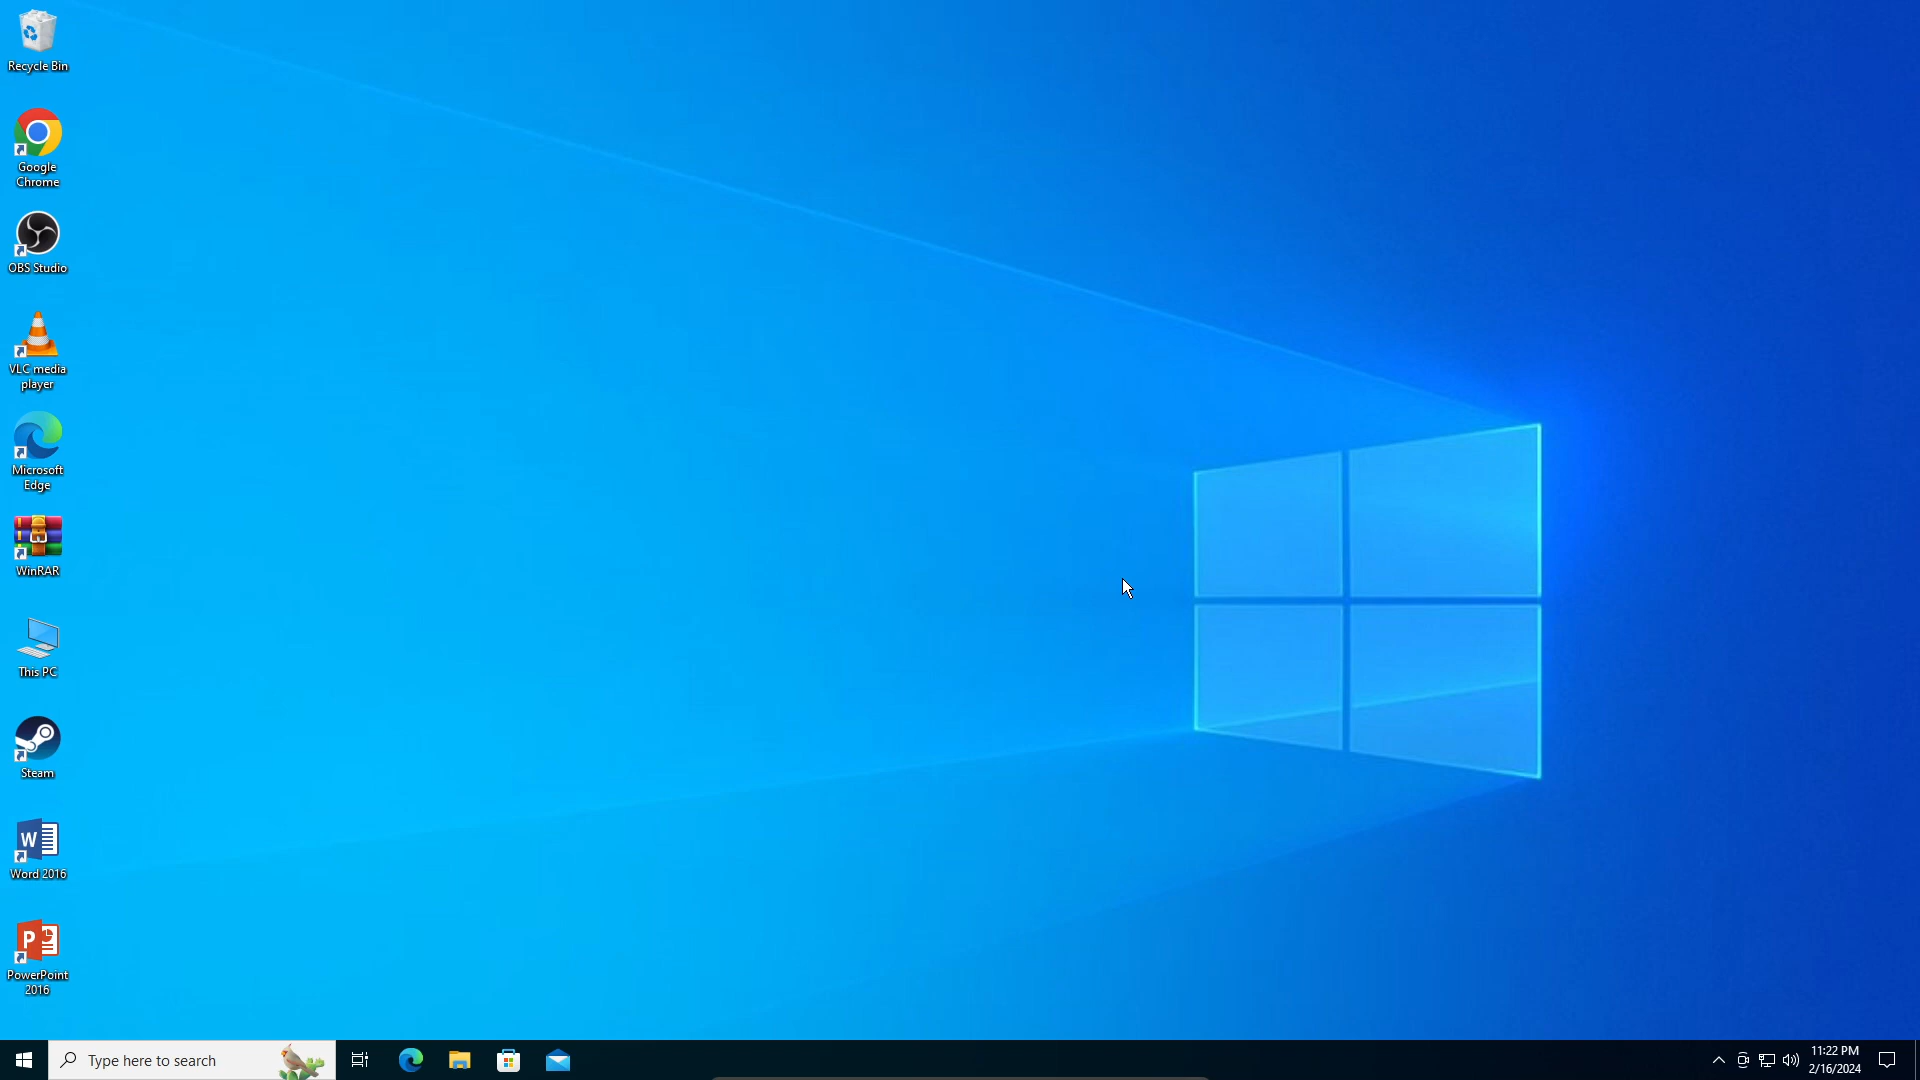 Recycle Bin
Google
Chrome
OBS Studio
VLC media
player
Microsoft
Edge
WinRAR
This PC
Steam
Word 2016
PowerPoint
2016
Type here to search
11:22 PM
2/16/2024